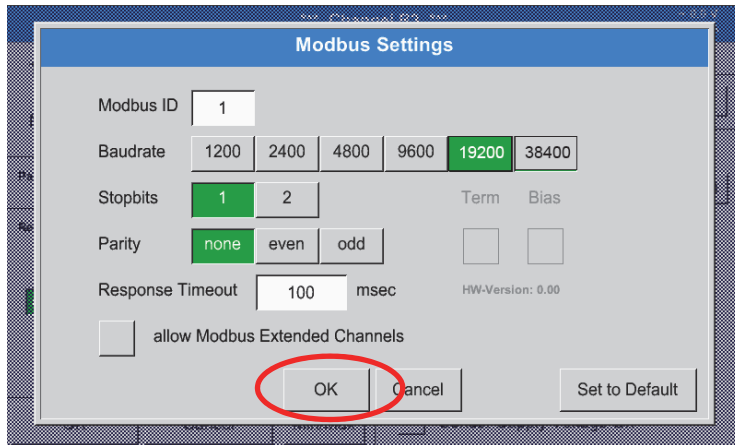 *** Channel B3 ***
Modbus Settings
Modbus ID 1
Baudrate 1200 2400 4800 9600 19200 38400
Stopbits 1 2 Term Bias
Parity none even odd
Response Timeout 100 msec HW-Version: 0.00
allow Modbus Extended Channels
OK Cancel Set to Default